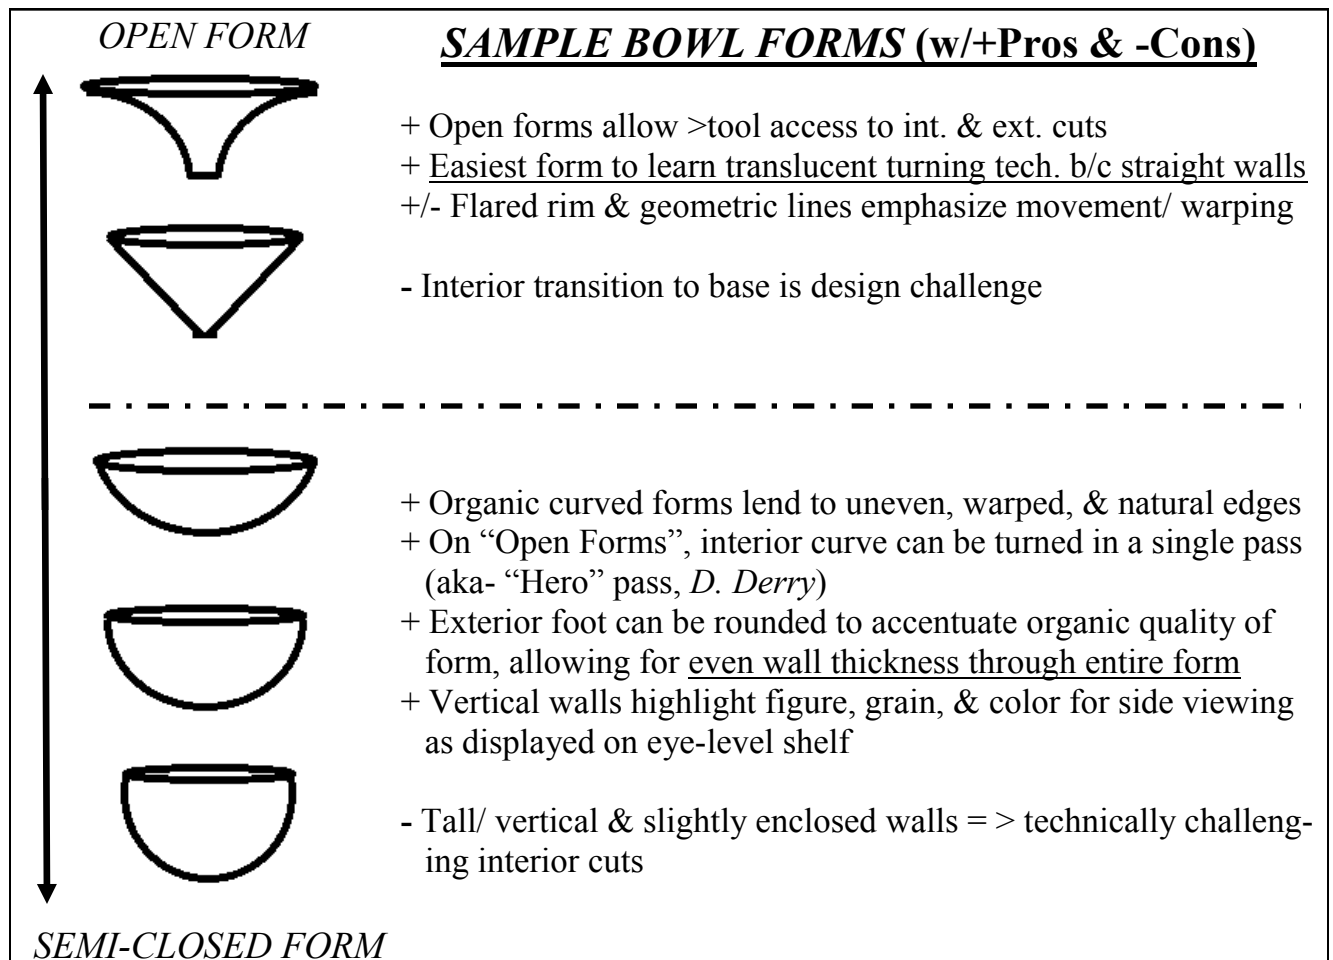 OPEN FORM
SAMPLE BOWL FORMS (w/+Pros & -Cons)
+ Open forms allow >tool access to int. & ext. cuts
+ Easiest form to learn translucent turning tech. b/c straight walls
+/- Flared rim & geometric lines emphasize movement/ warping
- Interior transition to base is design challenge
+ Organic curved forms lend to uneven, warped, & natural edges
+ On “Open Forms”, interior curve can be turned in a single pass
(aka- “Hero” pass, D. Derry)
+ Exterior foot can be rounded to accentuate organic quality of
form, allowing for even wall thickness through entire form
+ Vertical walls highlight figure, grain, & color for side viewing
as displayed on eye-level shelf
- Tall/ vertical & slightly enclosed walls = > technically challeng-
ing interior cuts
SEMI-CLOSED FORM